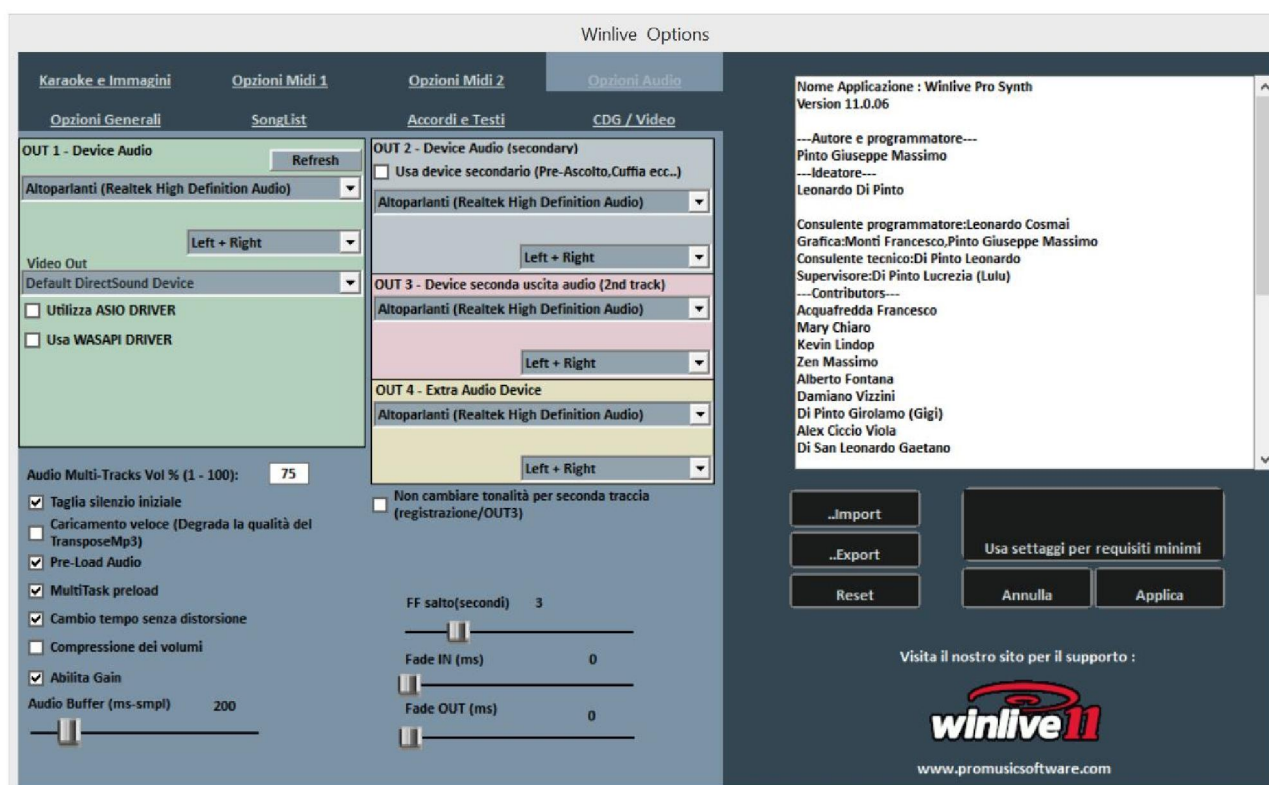 Winlive Options
Karaoke e Immagini
Opzioni Midi 1
Opzioni Midi 2
Opzioni Audio
Opzioni Generali
SongList
Accordi e Testi
CDG / Video
OUT 1 - Device Audio
Refresh
Altoparlanti (Realtek High Definition Audio)
Left + Right
Video Out
Default DirectSound Device
Utilizza ASIO DRIVER
Usa WASAPI DRIVER
OUT 2 - Device Audio (secondary)
Usa device secondario (Pre-Ascolto,Cuffia ecc..)
Altoparlanti (Realtek High Definition Audio)
Left + Right
OUT 3 - Device seconda uscita audio (2nd track)
Altoparlanti (Realtek High Definition Audio)
Left + Right
OUT 4 - Extra Audio Device
Altoparlanti (Realtek High Definition Audio)
Left + Right
Audio Multi-Tracks Vol % (1 - 100): 75
Taglia silenzio iniziale
Caricamento veloce (Degrada la qualità del
TransposeMp3)
Pre-Load Audio
MultiTask preload
Cambio tempo senza distorsione
Compressione dei volumi
Abilita Gain
Audio Buffer (ms-smpl) 200
Non cambiare tonalità per seconda traccia
(registrazione/OUT3)
FF salto(secondi) 3
Fade IN (ms) 0
Fade OUT (ms) 0
Nome Applicazione : Winlive Pro Synth
Version 11.0.06
---Autore e programmatore---
Pinto Giuseppe Massimo
---Ideatore---
Leonardo Di Pinto
Consulente programmatore:Leonardo Cosmai
Grafica:Monti Francesco,Pinto Giuseppe Massimo
Consulente tecnico:Di Pinto Leonardo
Supervisore:Di Pinto Lucrezia (Lulu)
---Contributors---
Acquafredda Francesco
Mary Chiaro
Kevin Lindop
Zen Massimo
Alberto Fontana
Damiano Vizzini
Di Pinto Girolamo (Gigi)
Alex Ciccio Viola
Di San Leonardo Gaetano
..Import
..Export
Reset
Usa settaggi per requisiti minimi
Annulla
Applica
Visita il nostro sito per il supporto :
winlive 11
www.promusicsoftware.com